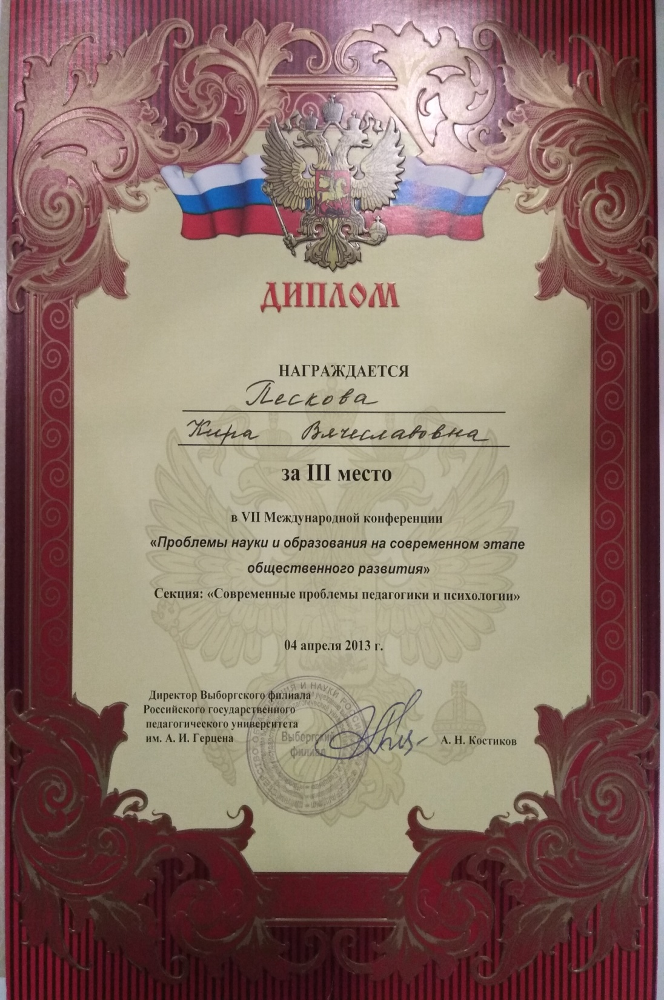 ДИПЛОМ
НАГРАЖДАЕТСЯ
Пескова
Кира Вячеславовна
за III место
в VII Международной конференции
«Проблемы науки и образования на современном этапе
общественного развития»
Секция: «Современные проблемы педагогики и психологии»
04 апреля 2013 г.
Директор Выборгского филиала
Российского государственного
педагогического университета
им. А. И. Герцена
А. Н. Костиков
Выборгский
филиал